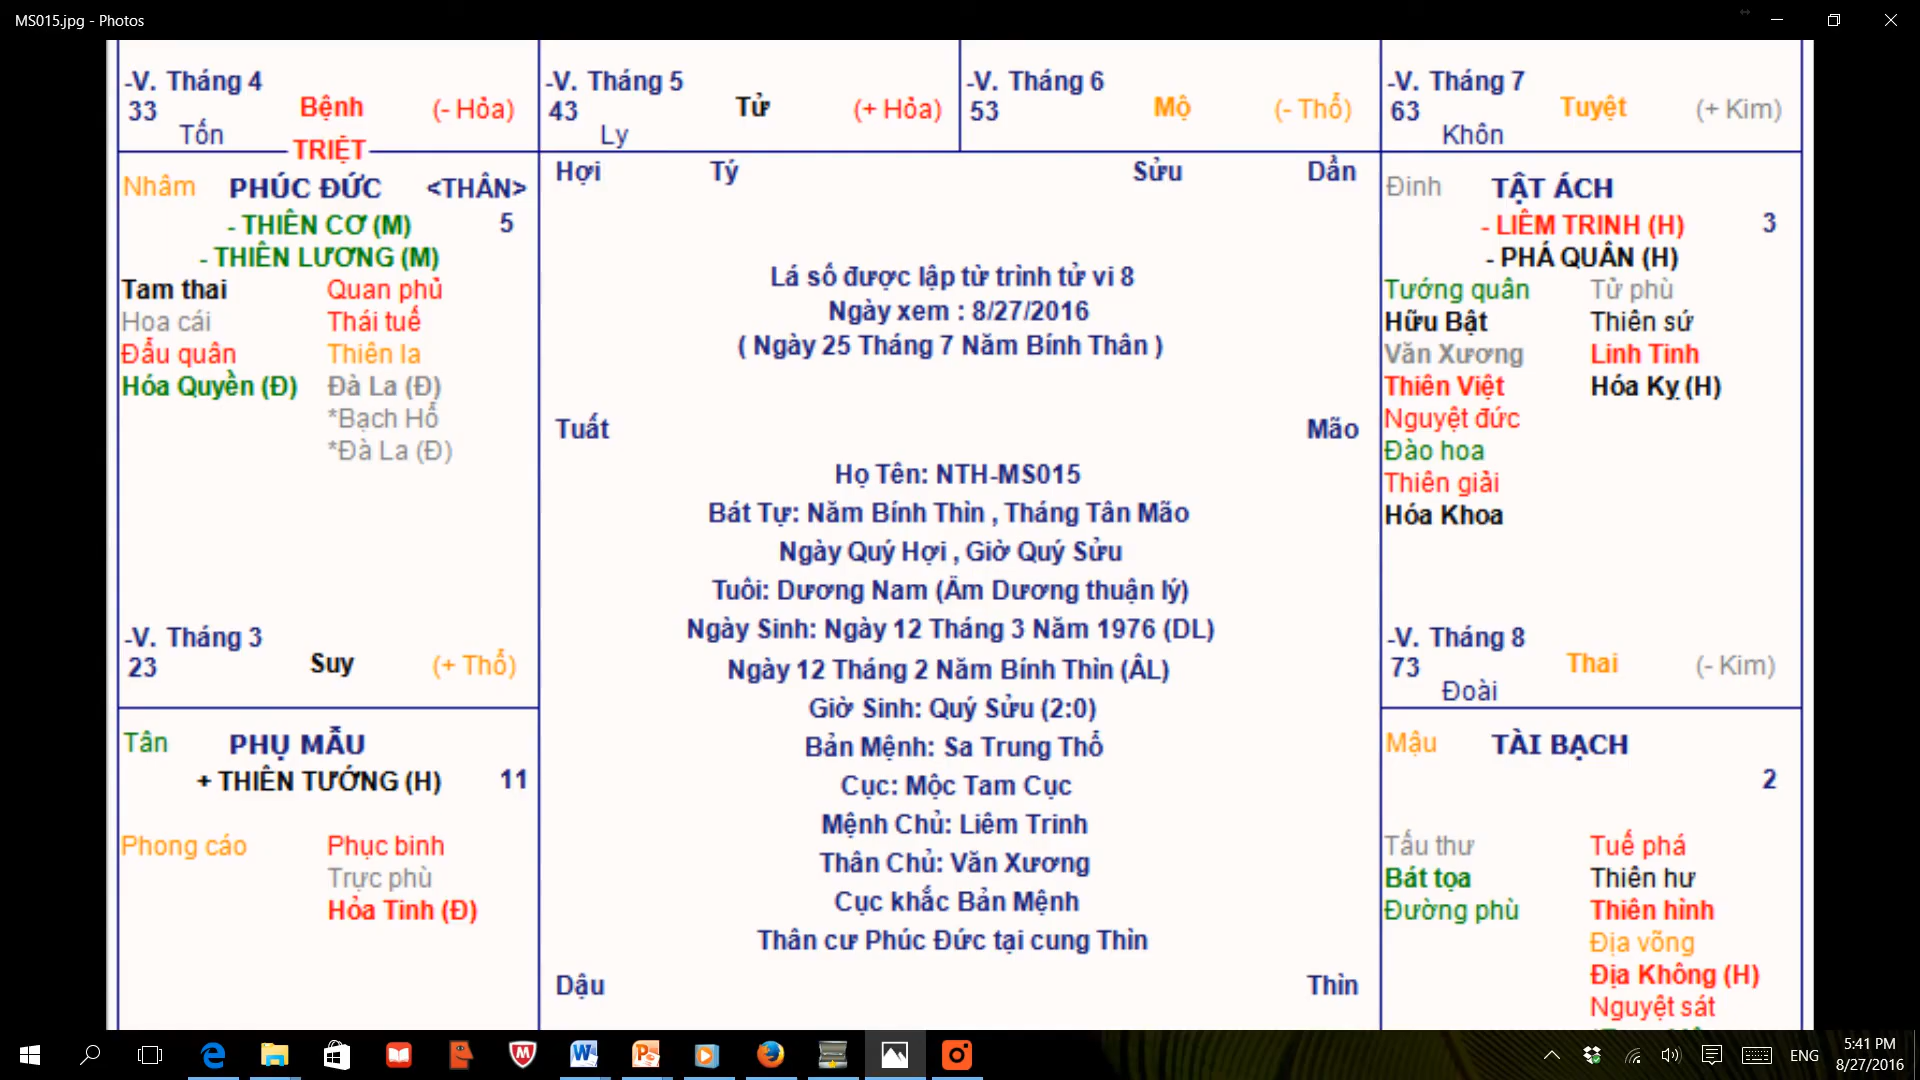 MS015.jpg - Photos
-V. Tháng 4
33 Bệnh (- Hỏa)
Tốn
-V. Tháng 5
43 Tử (+ Hỏa)
Ly
-V. Tháng 6
53 Mộ (- Thổ)
-V. Tháng 7
63 Tuyệt (+ Kim)
Khôn
TRIỆT
Nhâm PHÚC ĐỨC <THÂN>
- THIÊN CƠ (M) 5
- THIÊN LƯƠNG (M)
Tam thai Quan phủ
Hoa cái Thái tuế
Đẩu quân Thiên la
Hóa Quyền (Đ) Đà La (Đ)
*Bạch Hổ
*Đà La (Đ)
-V. Tháng 3
23 Suy (+ Thổ)
Tân PHỤ MẪU
+ THIÊN TƯỚNG (H) 11
Phong cáo Phục binh
Trực phù
Hỏa Tinh (Đ)
Hợi Tý Sửu Dần
Lá số được lập từ trình tử vi 8
Ngày xem : 8/27/2016
( Ngày 25 Tháng 7 Năm Bính Thân )
Tuất Mão
Họ Tên: NTH-MS015
Bát Tự: Năm Bính Thìn , Tháng Tân Mão
Ngày Quý Hợi , Giờ Quý Sửu
Tuổi: Dương Nam (Âm Dương thuận lý)
Ngày Sinh: Ngày 12 Tháng 3 Năm 1976 (DL)
Ngày 12 Tháng 2 Năm Bính Thìn (ÂL)
Giờ Sinh: Quý Sửu (2:0)
Bản Mệnh: Sa Trung Thổ
Cục: Mộc Tam Cục
Mệnh Chủ: Liêm Trinh
Thân Chủ: Văn Xương
Cục khắc Bản Mệnh
Thân cư Phúc Đức tại cung Thìn
Dậu Thìn
Đinh TẬT ÁCH
- LIÊM TRINH (H) 3
- PHÁ QUÂN (H)
Tướng quân Tử phù
Hữu Bật Thiên sứ
Văn Xương Linh Tinh
Thiên Việt Hóa Kỵ (H)
Nguyệt đức
Đào hoa
Thiên giải
Hóa Khoa
-V. Tháng 8
73 Thai (- Kim)
Đoài
Mậu TÀI BẠCH
2
Tấu thư Tuế phá
Bát tọa Thiên hư
Đường phù Thiên hình
Địa võng
Địa Không (H)
Nguyệt sát
ENG
5:41 PM
8/27/2016